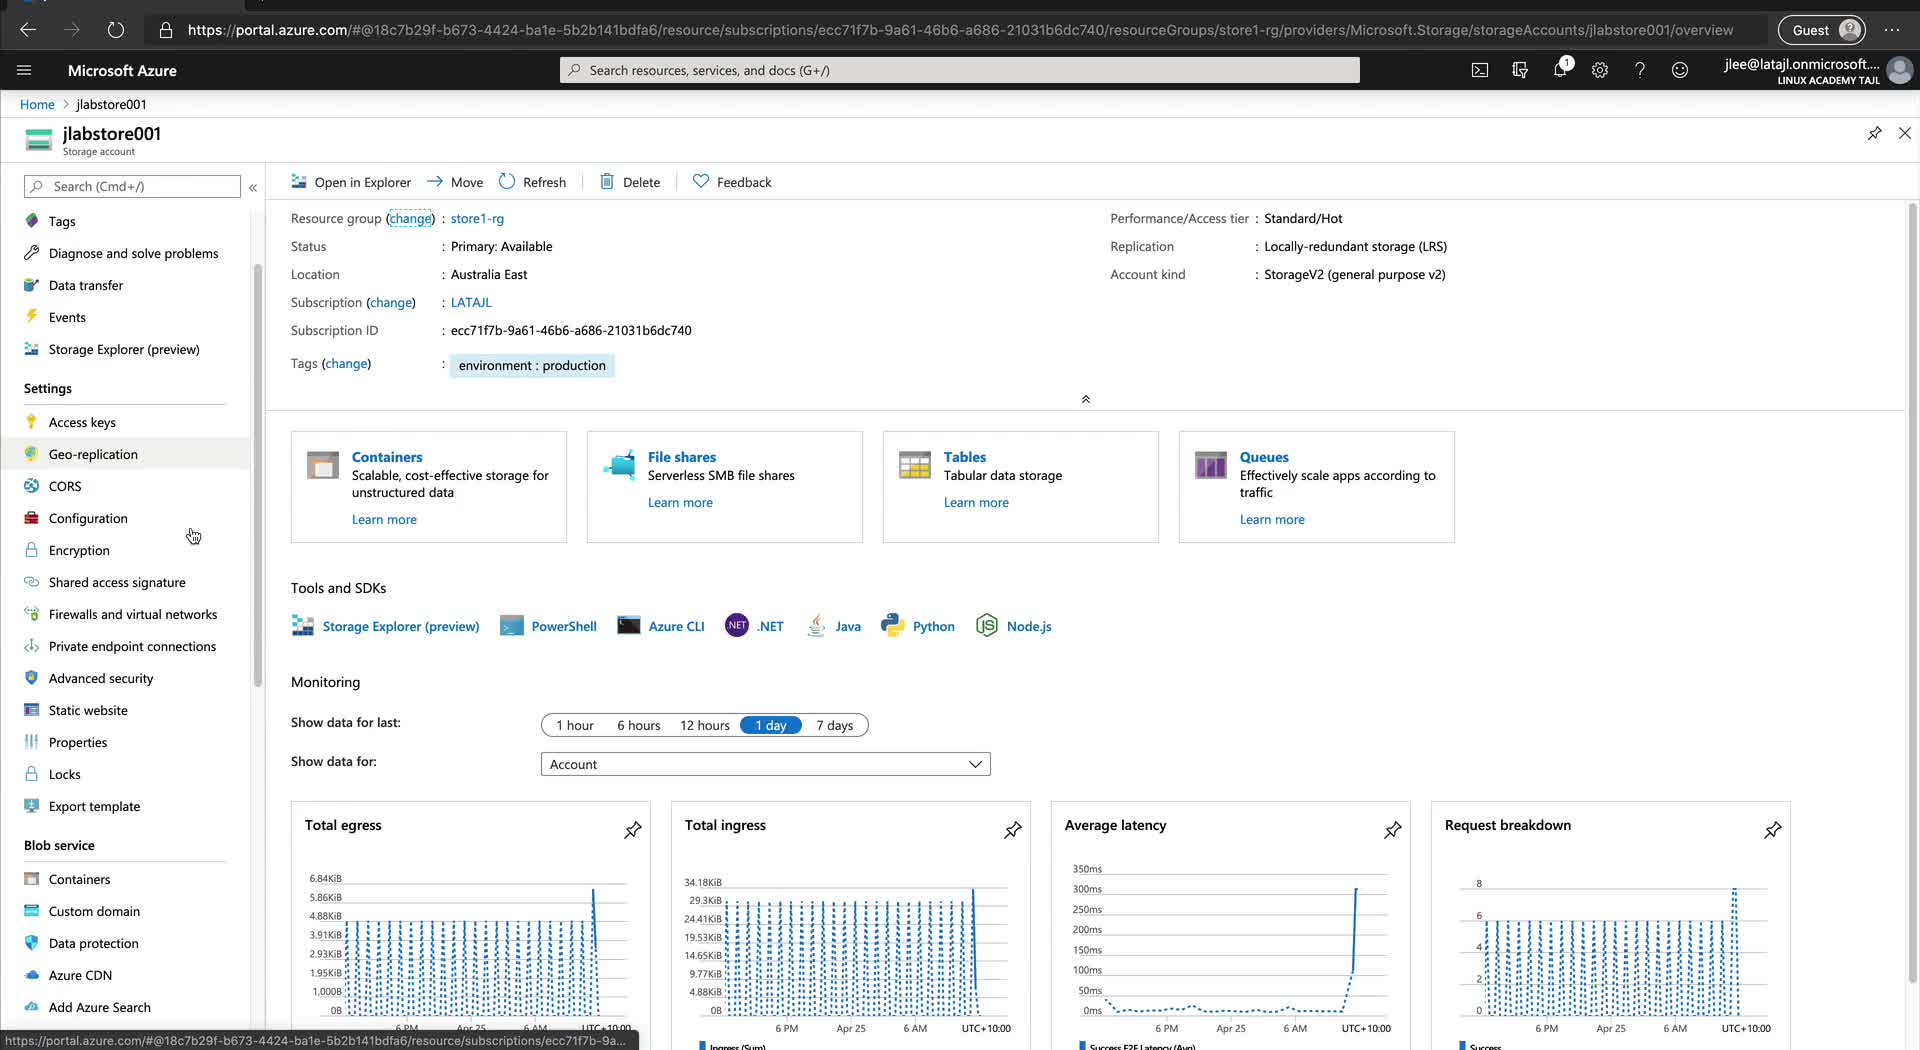 https://portal.azure.com/#@18c7b29f-b673-4424-ba1e-5b2b141bdfa6/resource/subscriptions/ecc71f7b-9a61-46b6-a686-21031b6dc740/resourceGroups/store1-rg/providers/Microsoft.Storage/storageAccounts/jlabstore001/overview
Guest
Microsoft Azure
Search resources, services, and docs (G+/)
1
jlee@latajl.onmicrosoft....
LINUX ACADEMY TAJL
Home > jlabstore001
jlabstore001
Storage account
Search (Cmd+/)
«
Tags
Diagnose and solve problems
Data transfer
Events
Storage Explorer (preview)
Settings
Access keys
Geo-replication
CORS
Configuration
Encryption
Shared access signature
Firewalls and virtual networks
Private endpoint connections
Advanced security
Static website
Properties
Locks
Export template
Blob service
Containers
Custom domain
Data protection
Azure CDN
Add Azure Search
Open in Explorer
Move
Refresh
Delete
Feedback
Resource group (change) : store1-rg
Status : Primary: Available
Location : Australia East
Subscription (change) : LATAJL
Subscription ID : ecc71f7b-9a61-46b6-a686-21031b6dc740
Tags (change) : environment : production
Performance/Access tier : Standard/Hot
Replication : Locally-redundant storage (LRS)
Account kind : StorageV2 (general purpose v2)
Containers
Scalable, cost-effective storage for
unstructured data
Learn more
File shares
Serverless SMB file shares
Learn more
Tables
Tabular data storage
Learn more
Queues
Effectively scale apps according to
traffic
Learn more
Tools and SDKs
Storage Explorer (preview)
PowerShell
Azure CLI
NET .NET
Java
Python
Node.js
Monitoring
Show data for last:
1 hour 6 hours 12 hours 1 day 7 days
Show data for:
Account
Total egress
6.84KiB
5.86KiB
4.88KiB
3.91KiB
2.93KiB
1.95KiB
1,000B
0B
6 PM Apr 25 6 AM UTC+10:00
Total ingress
34.18KiB
29.3KiB
24.41KiB
19.53KiB
14.65KiB
9.77KiB
4.88KiB
0B
6 PM Apr 25 6 AM UTC+10:00
Ingress (Sum)
Average latency
350ms
300ms
250ms
200ms
150ms
100ms
50ms
0ms
6 PM Apr 25 6 AM UTC+10:00
Success E2E Latency (Avg)
Request breakdown
8
6
4
2
0
6 PM Apr 25 6 AM UTC+10:00
Success
https://portal.azure.com/#@18c7b29f-b673-4424-ba1e-5b2b141bdfa6/resource/subscriptions/ecc71f7b-9a...